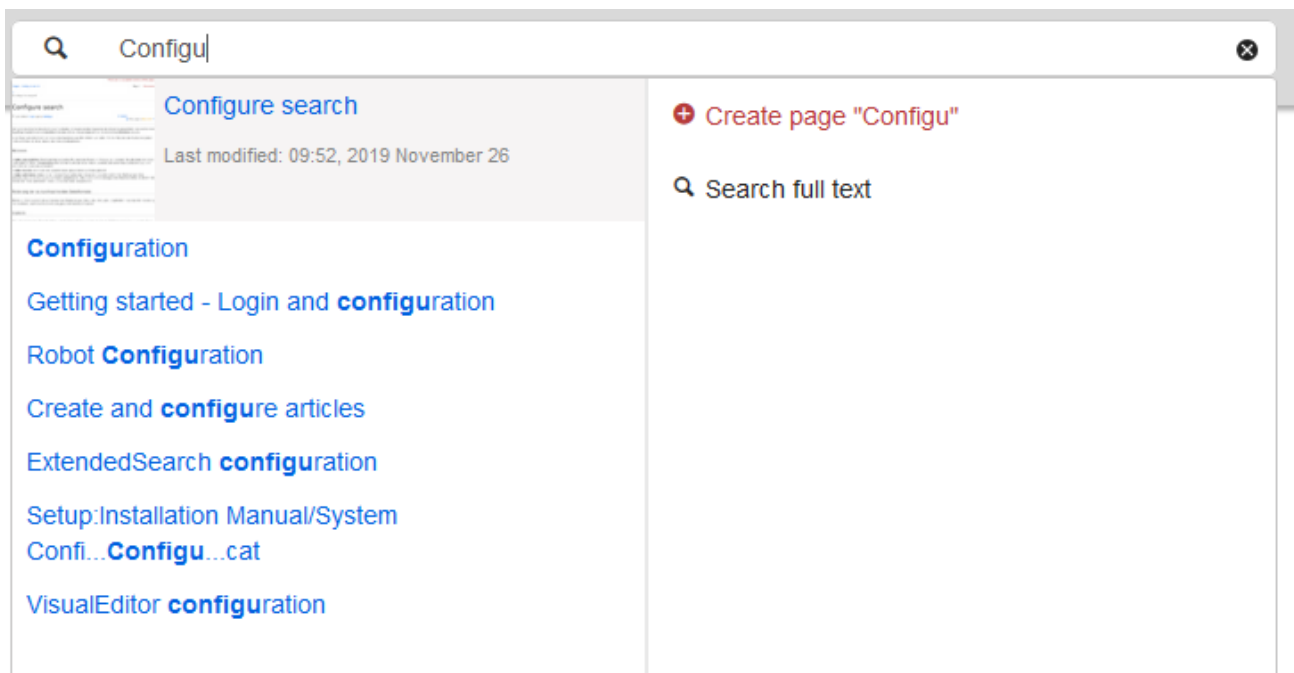 Configu
Configure search
Last modified: 09:52, 2019 November 26
Configuration
Getting started - Login and configuration
Robot Configuration
Create and configure articles
ExtendedSearch configuration
Setup:Installation Manual/System
Confi...Configu...cat
VisualEditor configuration
Create page "Configu"
Search full text